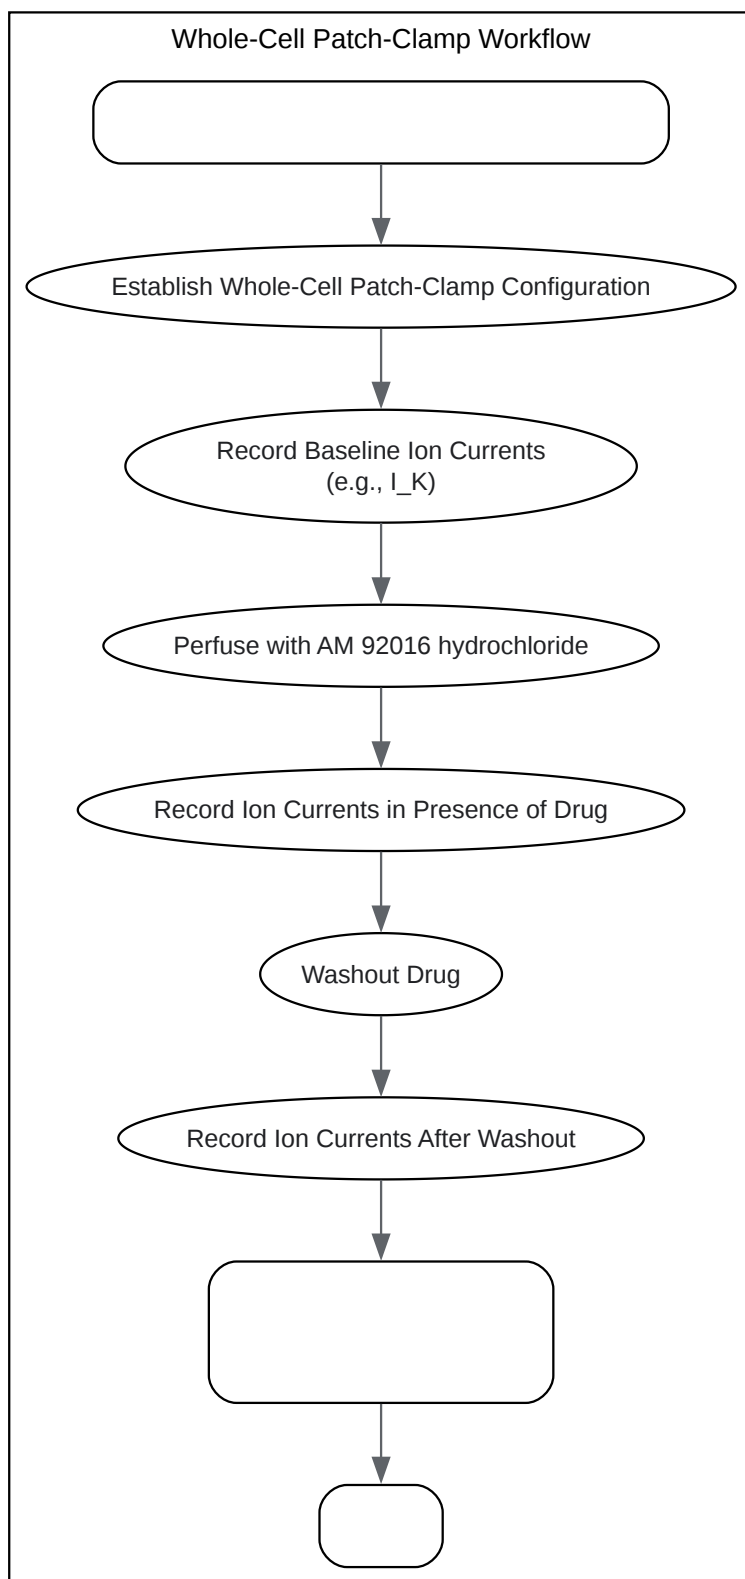 Whole-Cell Patch-Clamp Workflow
Establish Whole-Cell Patch-Clamp Configuration
Record Baseline Ion Currents
(e.g., I_K)
Perfuse with AM 92016 hydrochloride
Record Ion Currents in Presence of Drug
Washout Drug
Record Ion Currents After Washout